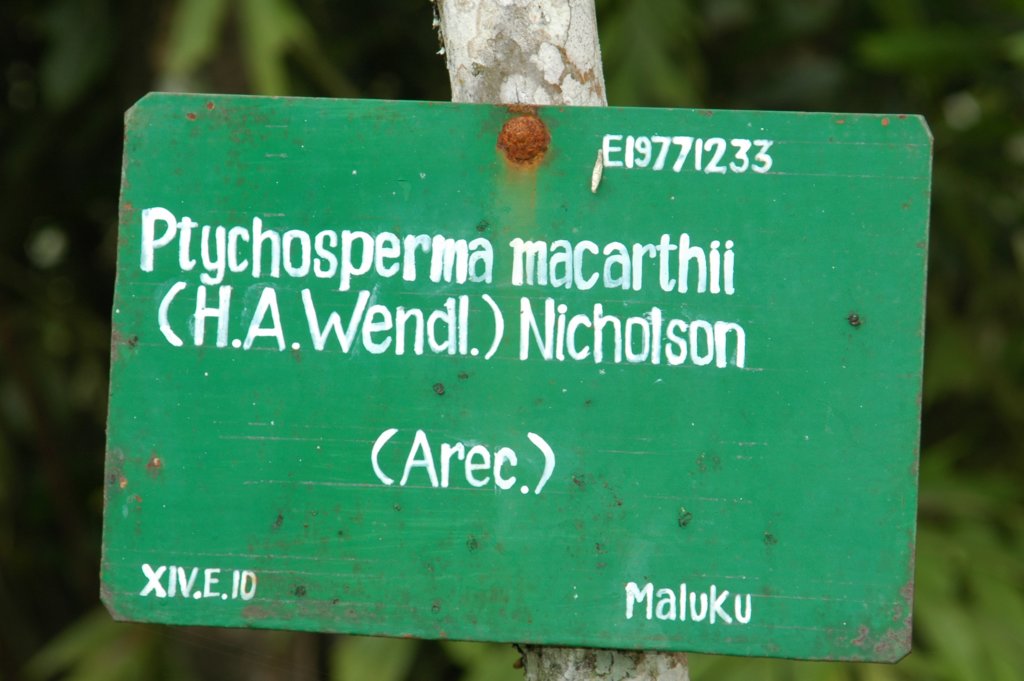 E19771233
Ptychosperma macarthii
(H.A.Wendl.) Nicholson
(Arec.)
XIV.E.10
Maluku